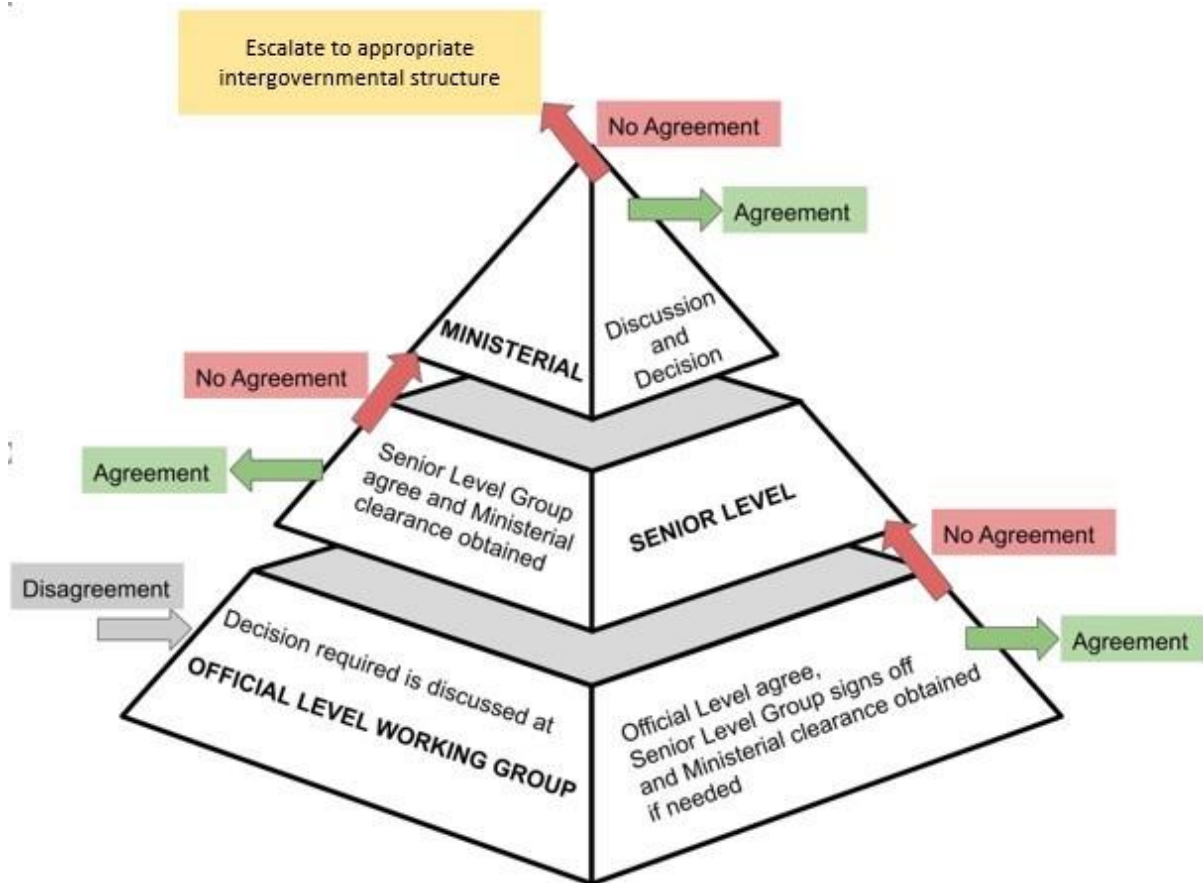 Escalate to appropriate
intergovernmental structure
No Agreement
Agreement
MINISTERIAL
Discussion
and
Decision
No Agreement
Agreement
Senior Level Group
agree and Ministerial
clearance obtained
SENIOR LEVEL
No Agreement
Agreement
Disagreement
Decision required is discussed at
OFFICIAL LEVEL WORKING GROUP
Official Level agree,
Senior Level Group signs off
and Ministerial clearance obtained
if needed